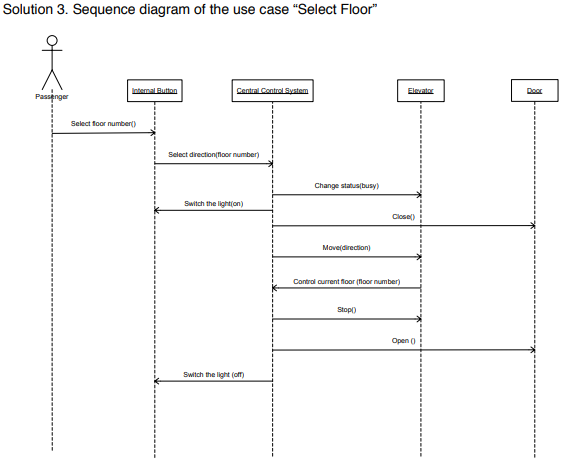 Solution 3. Sequence diagram of the use case “Select Floor”
Passenger
Internal Button
Central Control System
Elevator
Door
Select floor number()
Select direction(floor number)
Change status(busy)
Switch the light(on)
Close()
Move(direction)
Control current floor (floor number)
Stop()
Open ()
Switch the light (off)